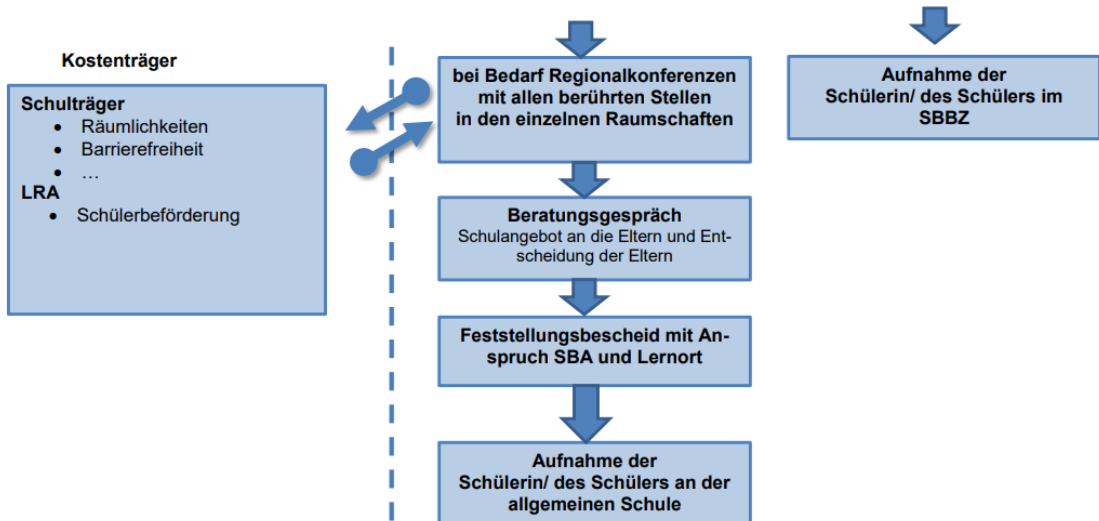 Kostenträger
Schulträger
• Räumlichkeiten
• Barrierefreiheit
• …
LRA
• Schülerbeförderung
bei Bedarf Regionalkonferenzen
mit allen berührten Stellen
in den einzelnen Raumschaften
Beratungsgespräch
Schulangebot an die Eltern und Ent-
scheidung der Eltern
Feststellungsbescheid mit An-
spruch SBA und Lernort
Aufnahme der
Schülerin/ des Schülers an der
allgemeinen Schule
Aufnahme der
Schülerin/ des Schülers im
SBBZ